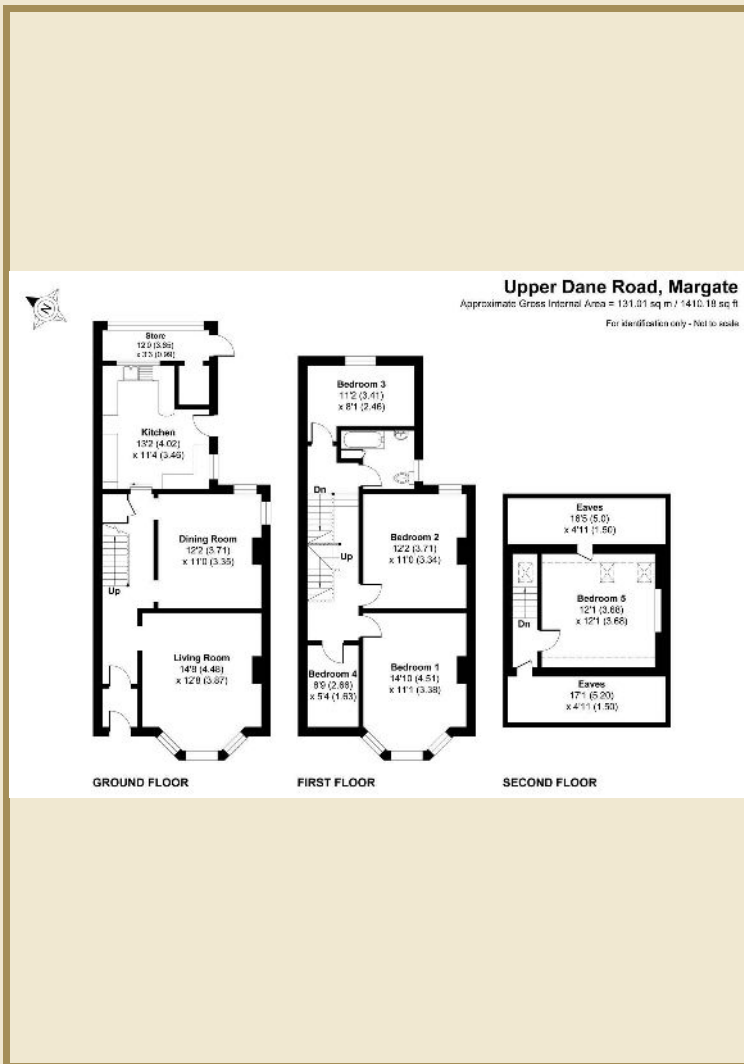 Upper Dane Road, Margate
Approximate Gross Internal Area = 131.01 sq m / 1410.18 sq ft
For identification only - Not to scale
N
Store
12'0 (3.65)
x 3'3 (0.99)
Kitchen
13'2 (4.02)
x 11'4 (3.46)
Dining Room
12'2 (3.71)
x 11'0 (3.35)
Up
Living Room
14'8 (4.48)
x 12'8 (3.87)
GROUND FLOOR
Bedroom 3
11'2 (3.41)
x 8'1 (2.46)
Dn
Bedroom 2
12'2 (3.71)
x 11'0 (3.34)
Up
Bedroom 4
8'9 (2.66)
x 5'4 (1.63)
Bedroom 1
14'10 (4.51)
x 11'1 (3.38)
FIRST FLOOR
Eaves
16'5 (5.0)
x 4'11 (1.50)
Bedroom 5
12'1 (3.68)
x 12'1 (3.68)
Dn
Eaves
17'1 (5.20)
x 4'11 (1.50)
SECOND FLOOR